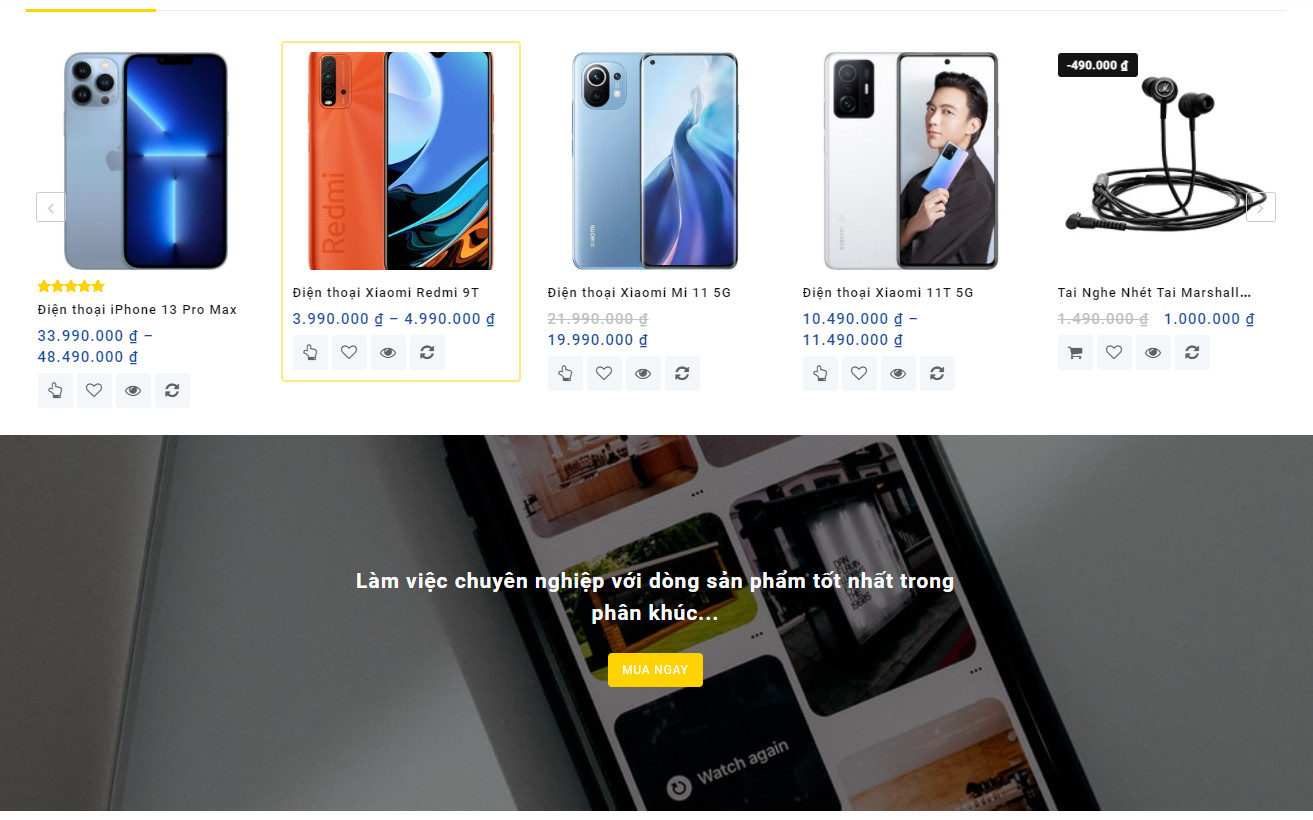 -490.000 ₫
Redmi
Điện thoại iPhone 13 Pro Max
33.990.000 ₫ –
48.490.000 ₫
Điện thoại Xiaomi Redmi 9T
3.990.000 ₫ – 4.990.000 ₫
Điện thoại Xiaomi Mi 11 5G
21.990.000 ₫
19.990.000 ₫
Điện thoại Xiaomi 11T 5G
10.490.000 ₫ –
11.490.000 ₫
Tai Nghe Nhét Tai Marshall...
1.490.000 ₫ 1.000.000 ₫
Làm việc chuyên nghiệp với dòng sản phẩm tốt nhất trong
phân khúc...
MUA NGAY
Watch again